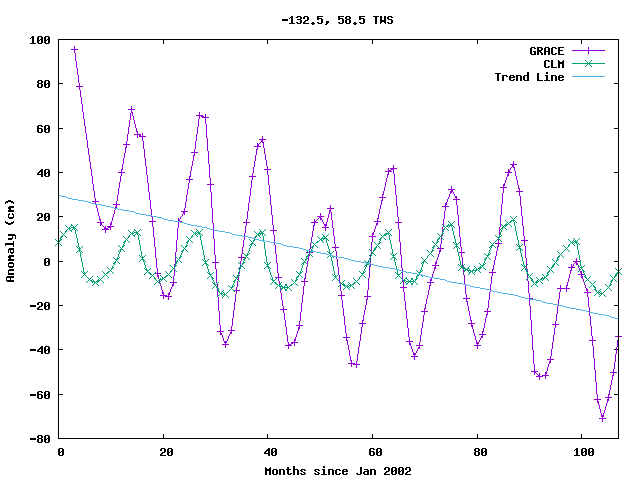 -132.5, 58.5 TWS
GRACE
CLM
Trend Line
100
80
60
40
20
0
-20
-40
-60
-80
Anomaly (cm)
0 20 40 60 80 100
Months since Jan 2002